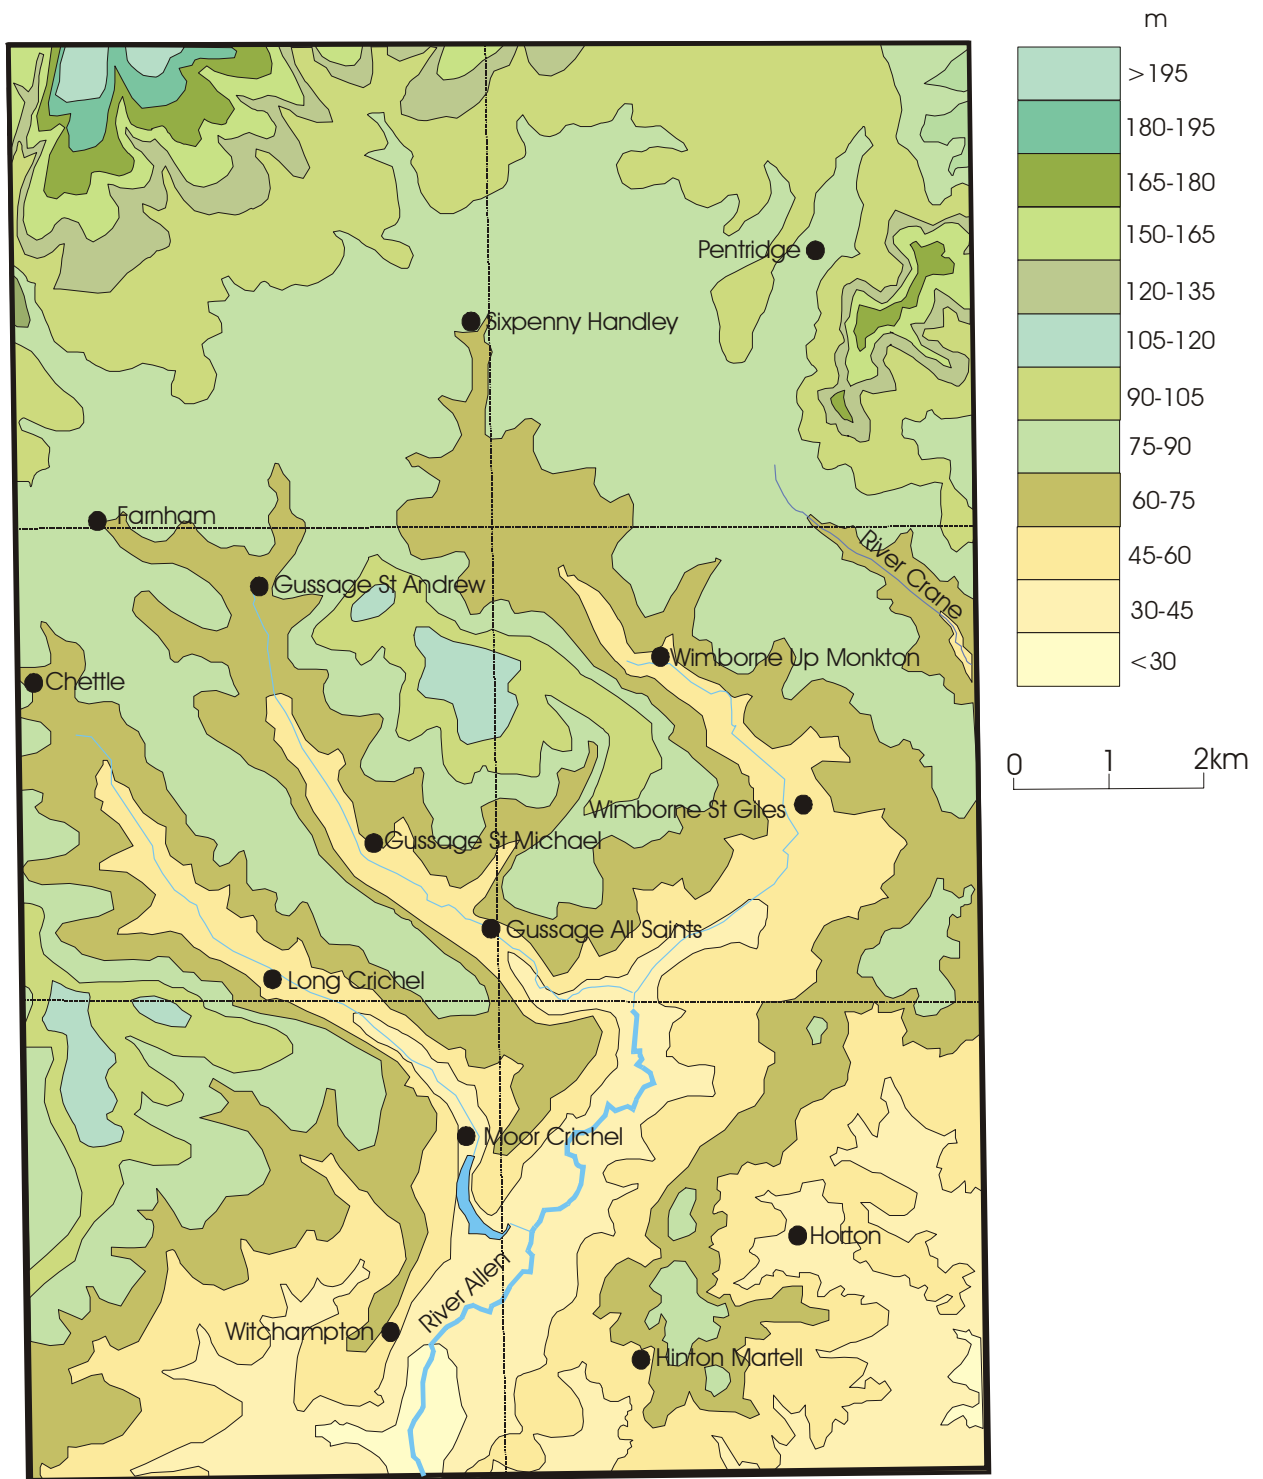 m
>195
180-195
165-180
150-165
120-135
105-120
90-105
75-90
60-75
45-60
30-45
<30
0 1 2km
Pentridge
Sixpenny Handley
Farnham
River Crane
Gussage St Andrew
Wimborne Up Monkton
Chettle
Wimborne St Giles
Gussage St Michael
Gussage All Saints
Long Crichel
Moor Crichel
Horton
River Allen
Witchampton
Hinton Martell